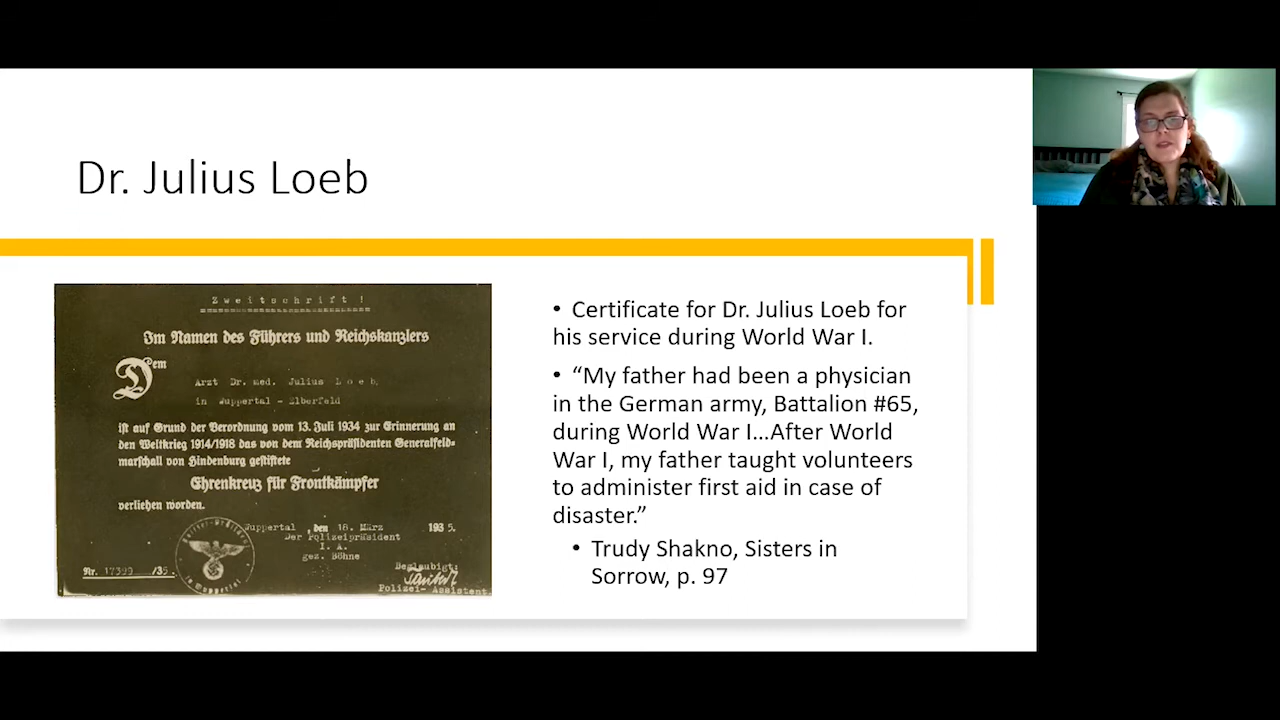 Dr. Julius Loeb
Zweitschrift!
Im Namen des Führers und Reichskanzlers
Dem
Arzt Dr. med. Julius Loeb,
in Wuppertal - Elberfeld
ist auf Grund der Verordnung vom 13. Juli 1934 zur Erinnerung an
den Weltkrieg 1914/1918 das von dem Reichspräsidenten Generalfeld-
marschall von Hindenburg gestiftete
Ehrenkreuz für Frontkämpfer
verliehen worden.
Wuppertal, den 18. März 1935.
Der Polizeipräsident
I. A.
gez. Böhne
Beglaubigt:
Nr. 17399 /35.
Polizei- Assistent.
• Certificate for Dr. Julius Loeb for
his service during World War I.
• “My father had been a physician
in the German army, Battalion #65,
during World War I…After World
War I, my father taught volunteers
to administer first aid in case of
disaster.”
• Trudy Shakno, Sisters in
Sorrow, p. 97